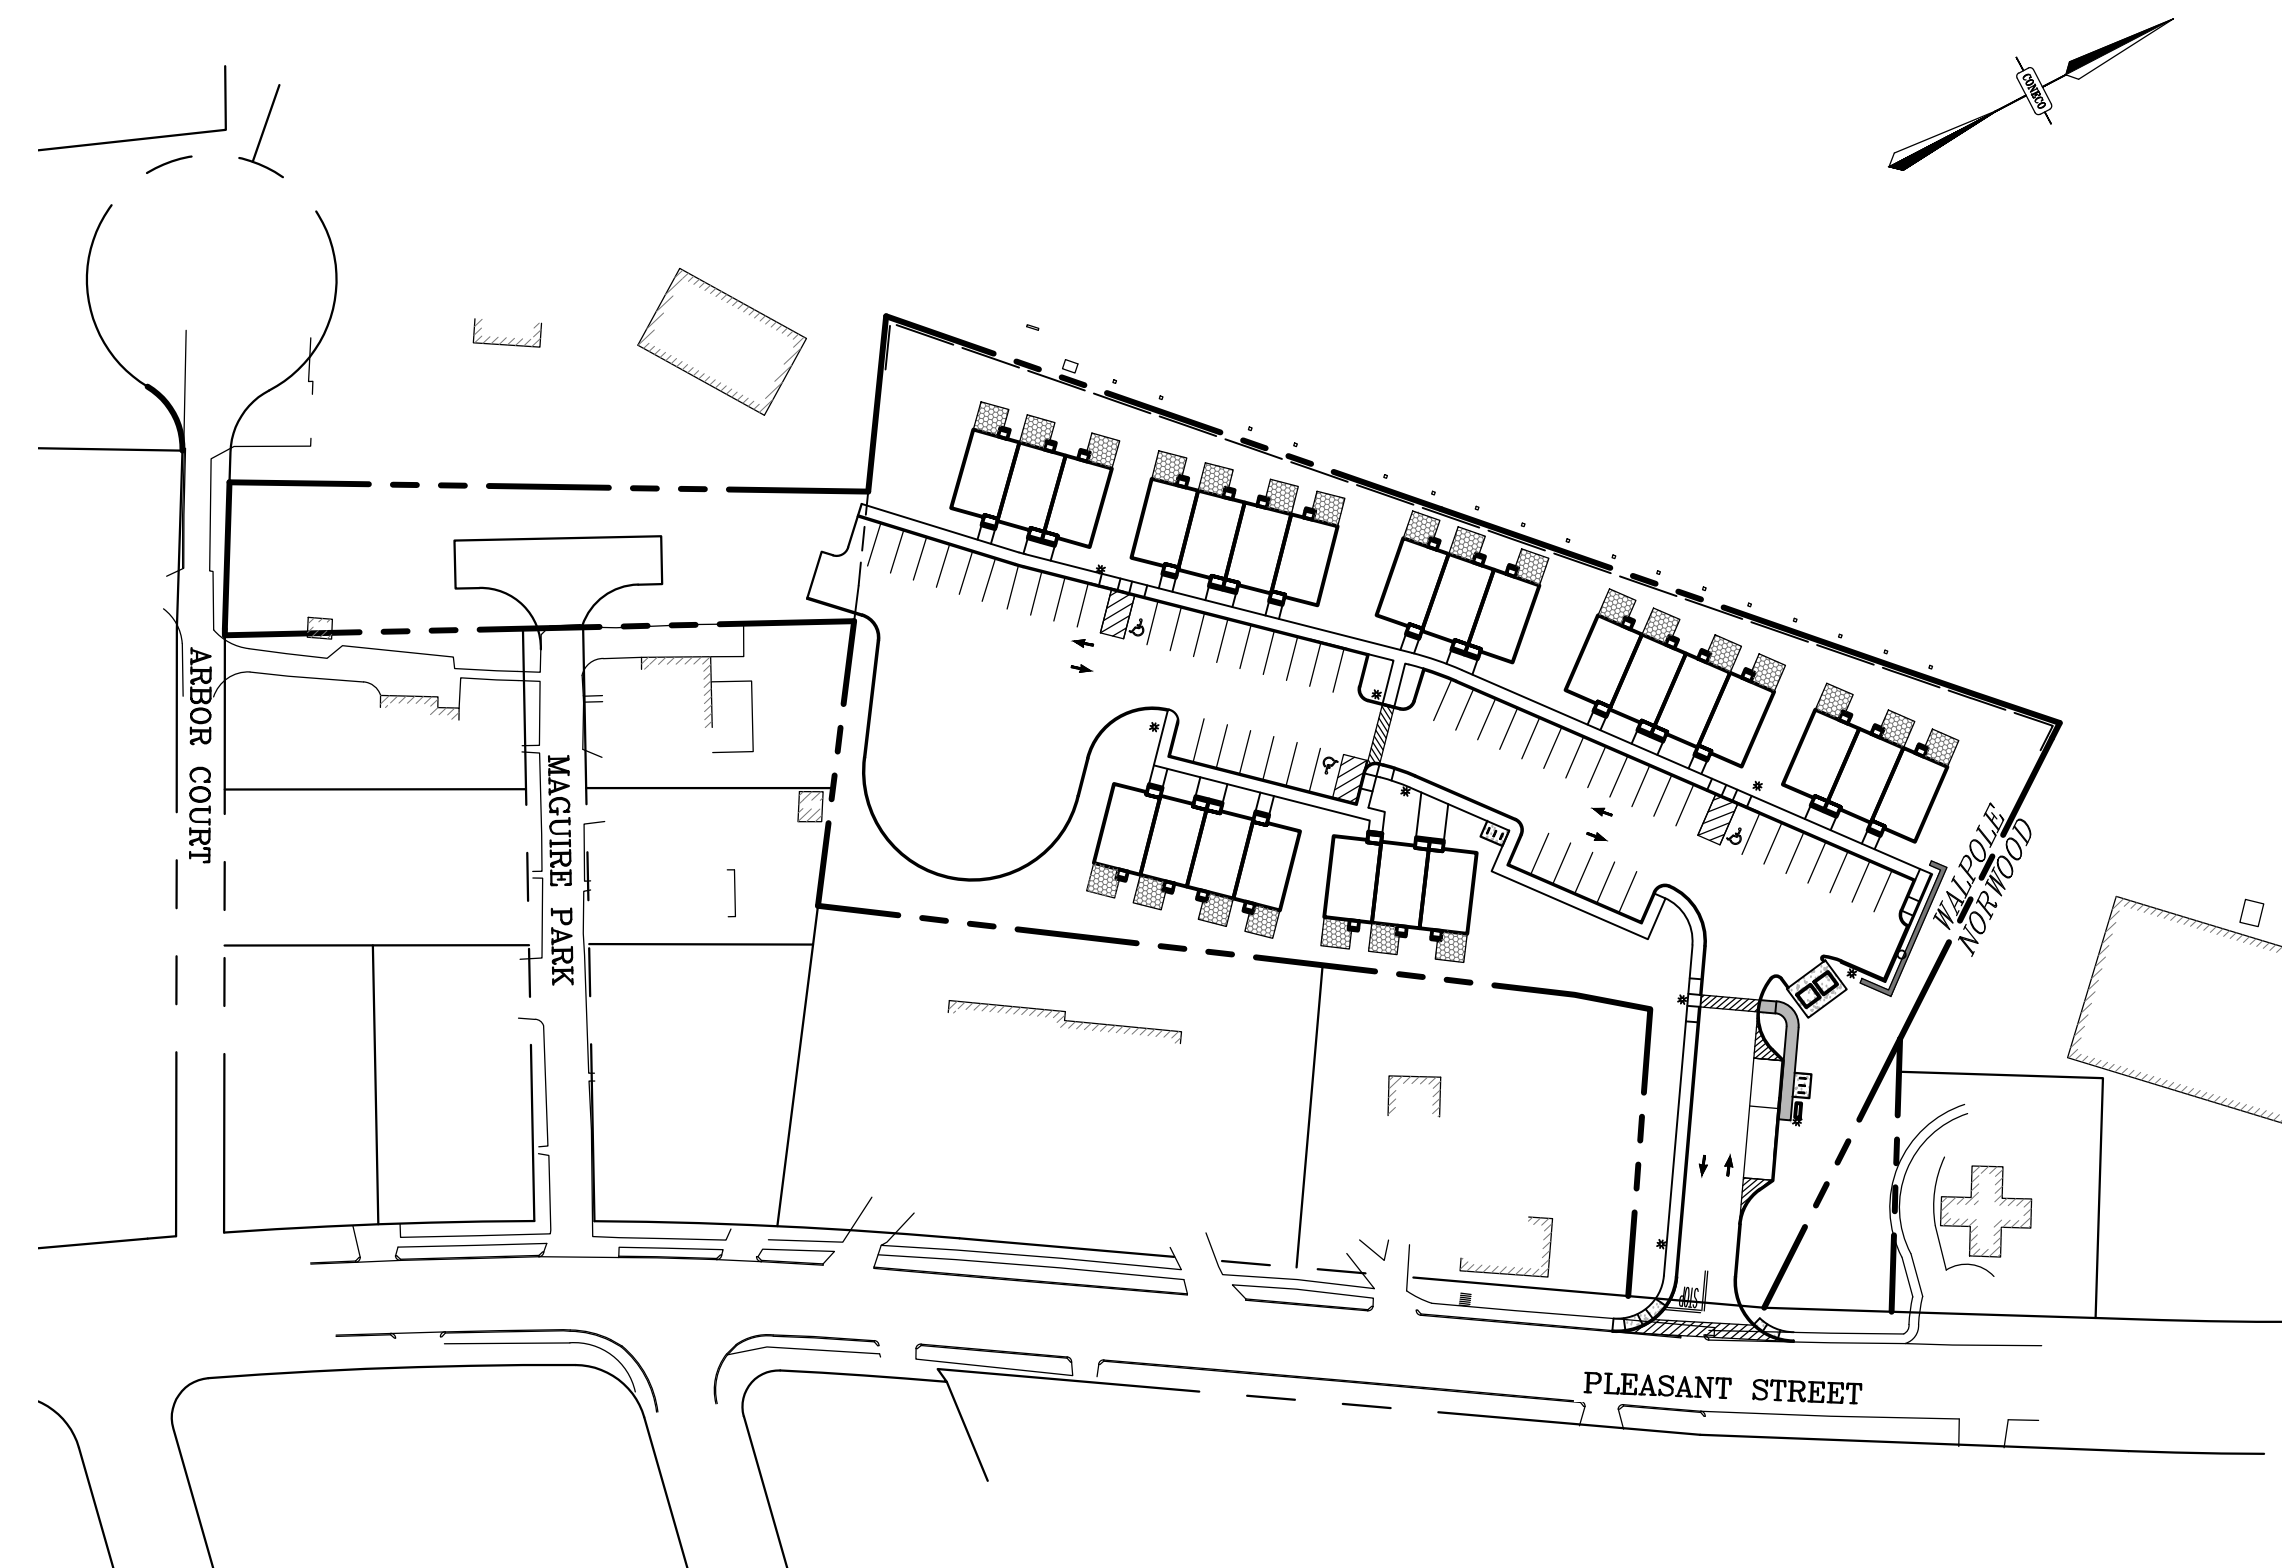 CONECO
ARBOR COURT
MAGUIRE PARK
WALPOLE
NORWOOD
STOP
PLEASANT STREET